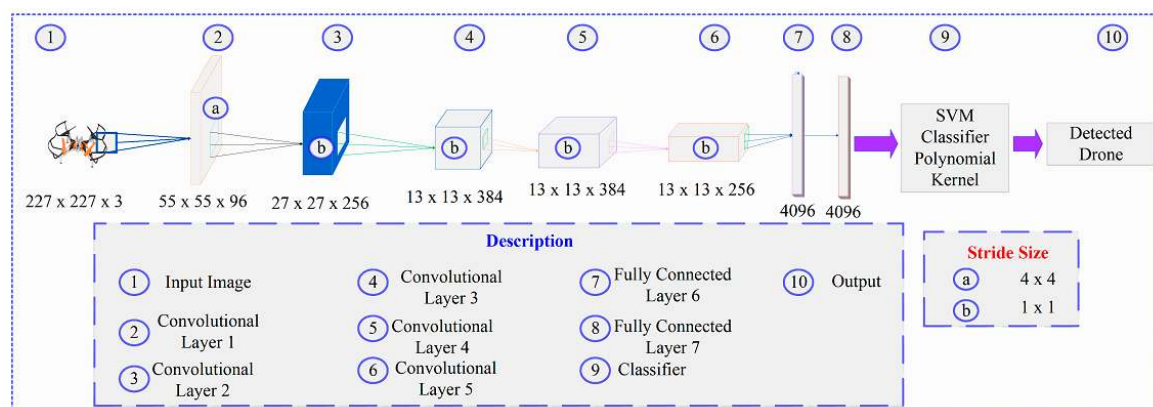 1 2 3 4 5 6 7 8 9 10
a
b
b
b
b
SVM
Classifier
Polynomial
Kernel
Detected
Drone
227 x 227 x 3
55 x 55 x 96
27 x 27 x 256
13 x 13 x 384
13 x 13 x 384
13 x 13 x 256
4096
4096
Description
1 Input Image
2 Convolutional
Layer 1
3 Convolutional
Layer 2
4 Convolutional
Layer 3
5 Convolutional
Layer 4
6 Convolutional
Layer 5
7 Fully Connected
Layer 6
8 Fully Connected
Layer 7
9 Classifier
10 Output
Stride Size
a 4 x 4
b 1 x 1